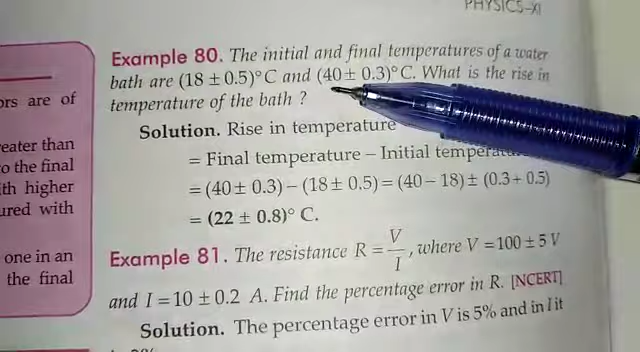 PHYSICS-XI
ors are of
eater than
o the final
ith higher
ured with
one in an
the final
Example 80. The initial and final temperatures of a water
bath are (18 ± 0.5)°C and (40 ± 0.3)°C. What is the rise in
temperature of the bath ?
Solution. Rise in temperature
= Final temperature – Initial
= (40 ± 0.3) – (18 ± 0.5) = (40 – 18) ± (0.3 + 0.5)
= (22 ± 0.8)° C.
Example 81. The resistance R = V/I, where V = 100 ± 5 V
and I = 10 ± 0.2 A. Find the percentage error in R. [NCERT]
Solution. The percentage error in V is 5% and in I it